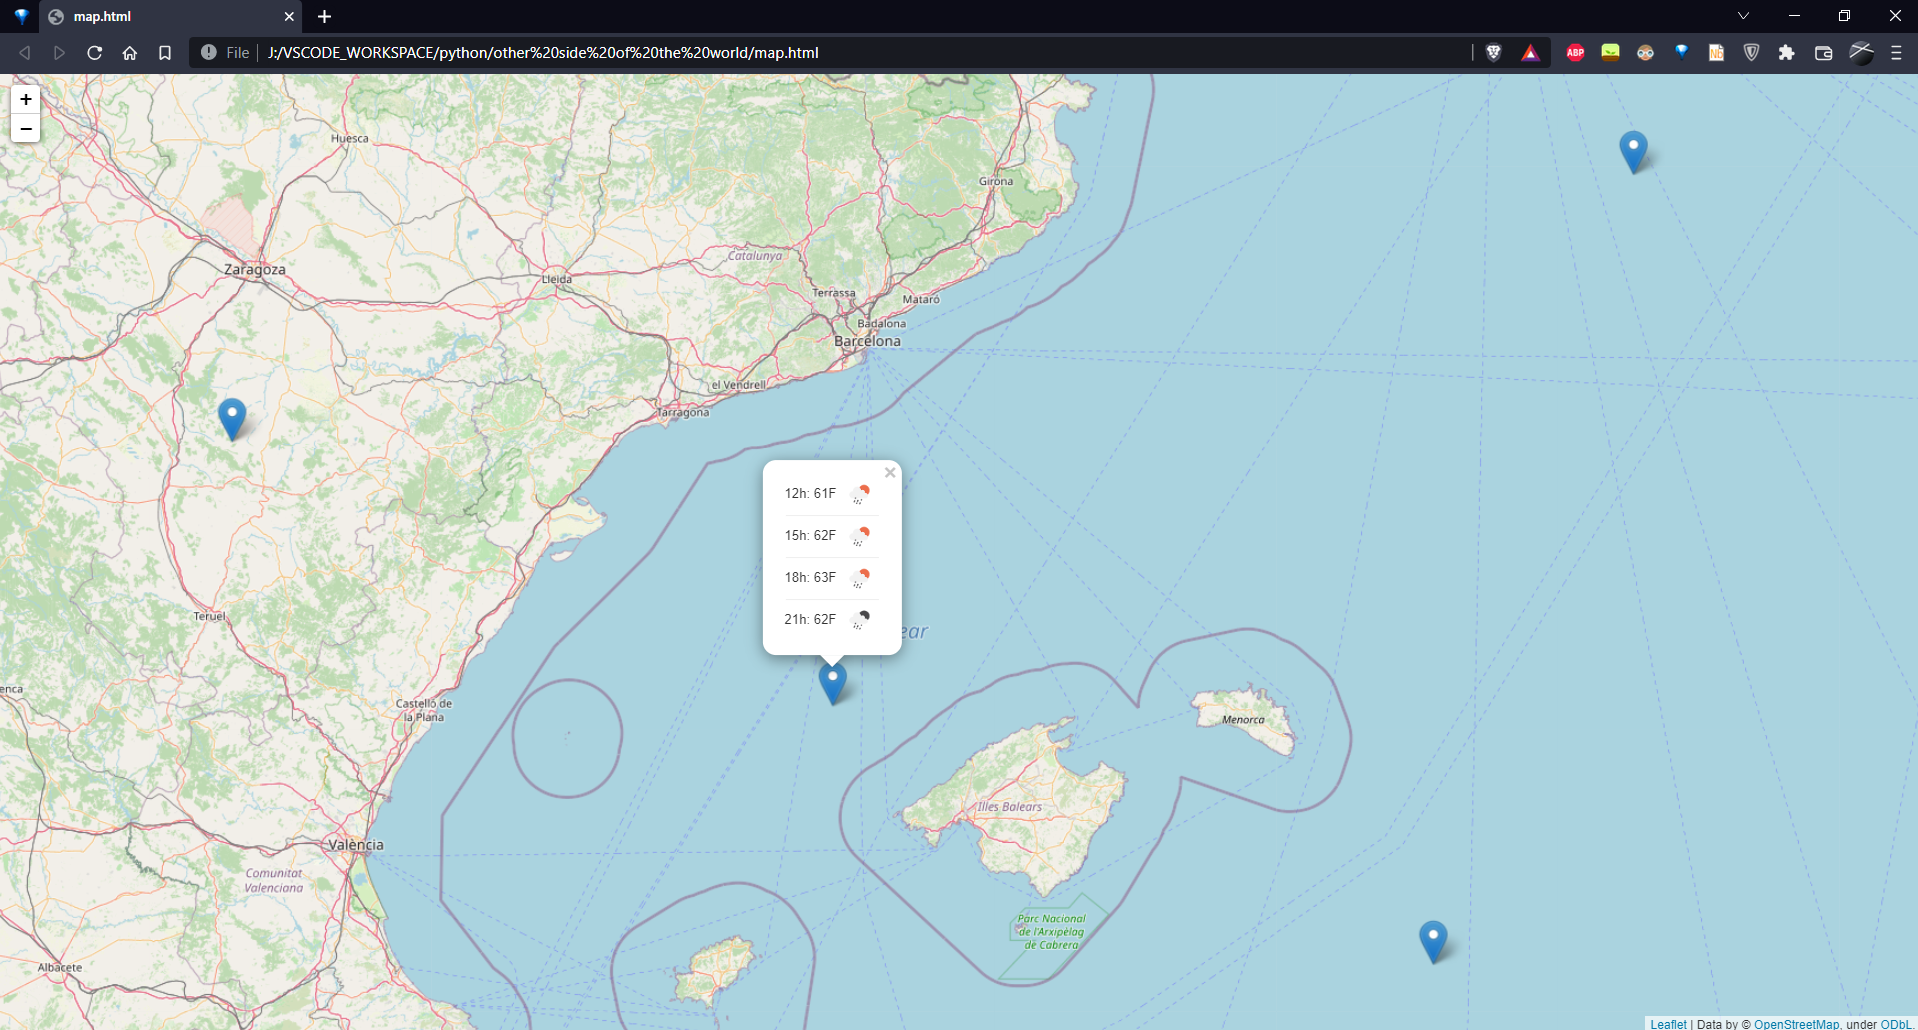 map.html
File
J:/VSCODE_WORKSPACE/python/other%20side%20of%20the%20world/map.html
ABP
+
−
Huesca
Girona
Zaragoza
Catalunya
Lleida
Terrassa
Mataró
Badalona
Barcelona
el Vendrell
Tarragona
12h: 61F
15h: 62F
18h: 63F
21h: 62F
ear
Teruel
enca
Castelló de
la Plana
Menorca
Illes Balears
València
Comunitat
Valenciana
Parc Nacional
de l'Arxipèlag
de Cabrera
Albacete
Leaflet | Data by © OpenStreetMap, under ODbL.